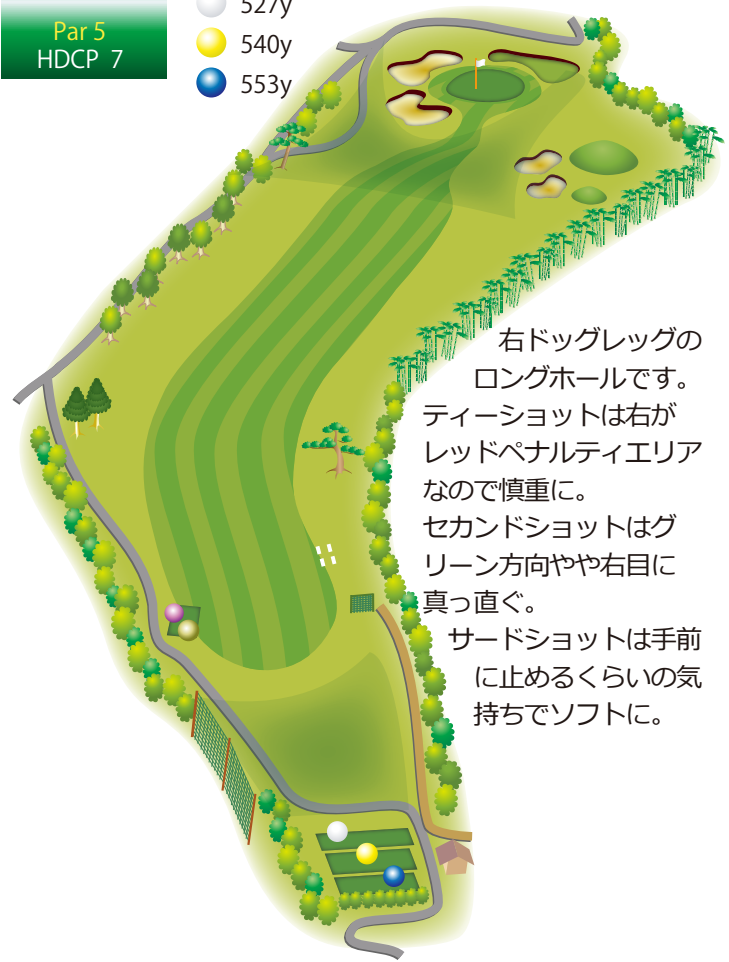 Par 5
HDCP 7
527y
540y
553y
右ドッグレッグの
ロングホールです。
ティーショットは右が
レッドペナルティエリア
なので慎重に。
セカンドショットはグ
リーン方向やや右目に
真っ直ぐ。
サードショットは手前
に止めるくらいの気
持ちでソフトに。